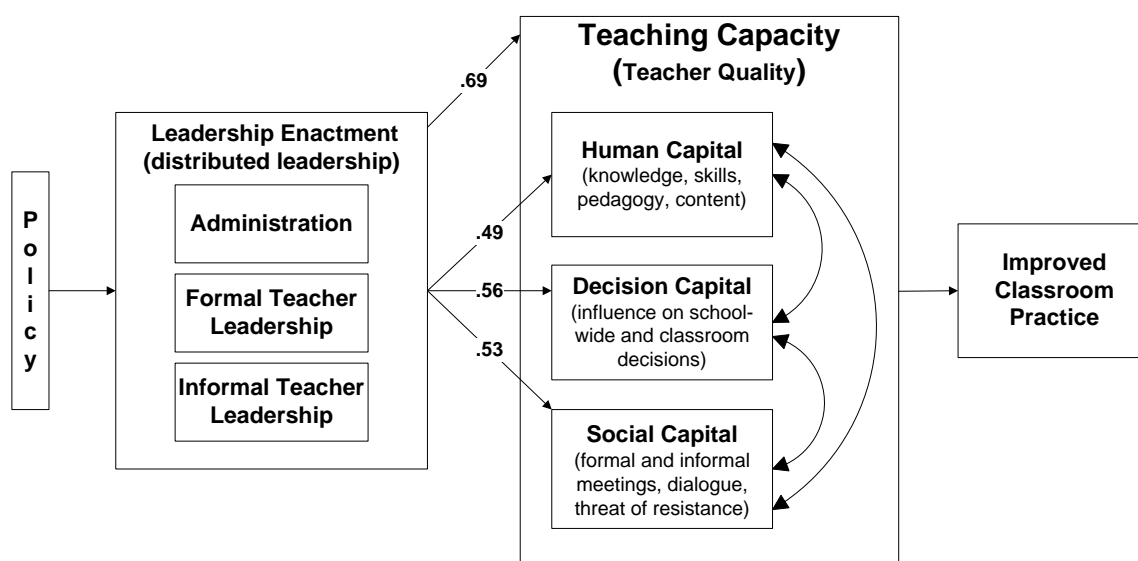 P
o
l
i
c
y
Leadership Enactment
(distributed leadership)
Administration
Formal Teacher
Leadership
Informal Teacher
Leadership
.69
.49
.56
.53
Teaching Capacity
(Teacher Quality)
Human Capital
(knowledge, skills,
pedagogy, content)
Decision Capital
(influence on school-
wide and classroom
decisions)
Social Capital
(formal and informal
meetings, dialogue,
threat of resistance)
Improved
Classroom
Practice